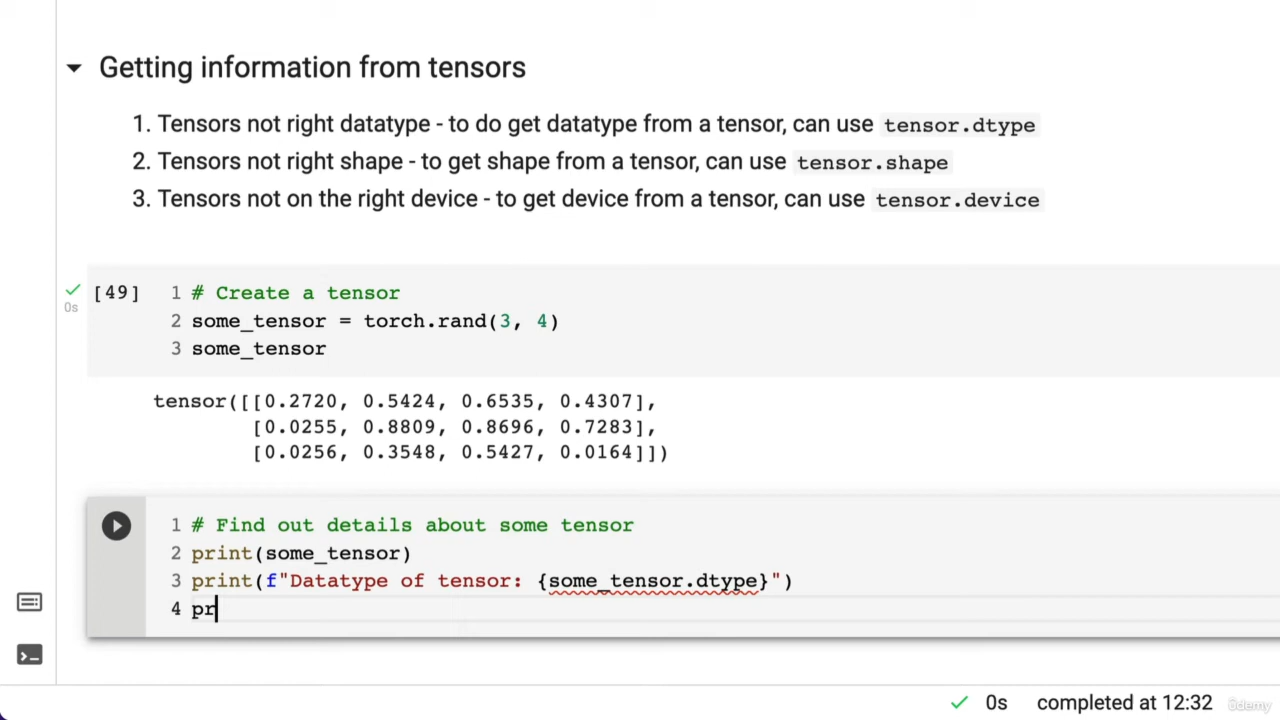 Getting information from tensors
1. Tensors not right datatype - to do get datatype from a tensor, can use tensor.dtype
2. Tensors not right shape - to get shape from a tensor, can use tensor.shape
3. Tensors not on the right device - to get device from a tensor, can use tensor.device
[49] 1 # Create a tensor
0s 2 some_tensor = torch.rand(3, 4)
3 some_tensor
tensor([[0.2720, 0.5424, 0.6535, 0.4307],
[0.0255, 0.8809, 0.8696, 0.7283],
[0.0256, 0.3548, 0.5427, 0.0164]])
1 # Find out details about some tensor
2 print(some_tensor)
3 print(f"Datatype of tensor: {some_tensor.dtype}")
4 pr
0s completed at 12:32
ûdemy